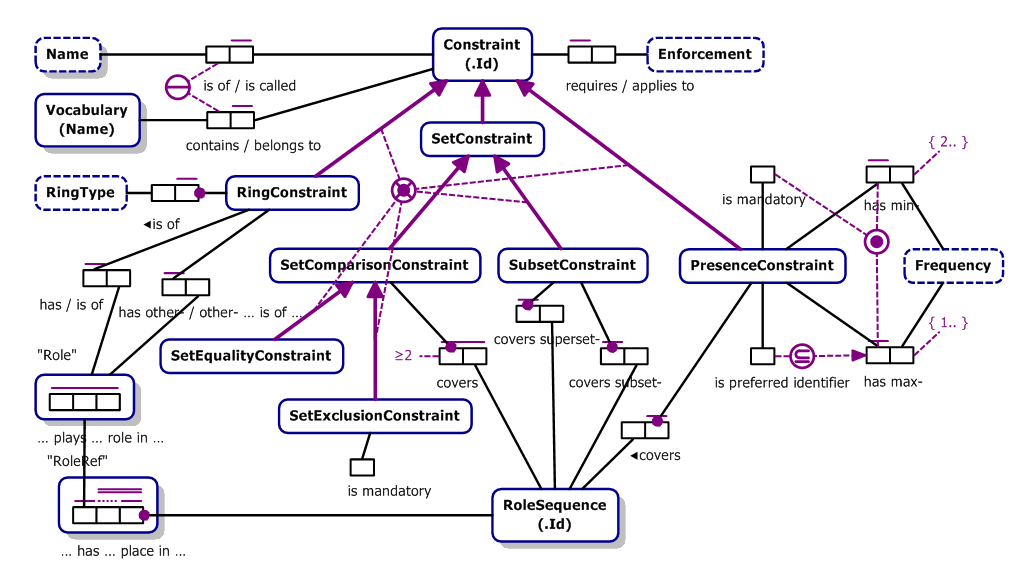 Name
Constraint
(.Id)
Enforcement
is of / is called
requires / applies to
Vocabulary
(Name)
contains / belongs to
SetConstraint
{ 2.. }
RingType
RingConstraint
◄is of
is mandatory
has min-
SetComparisonConstraint
SubsetConstraint
PresenceConstraint
Frequency
has / is of
has other- / other- ... is of ...
covers superset-
{ 1.. }
"Role"
SetEqualityConstraint
≥2
covers
covers subset-
is preferred identifier
has max-
SetExclusionConstraint
... plays ... role in ...
◄covers
"RoleRef"
is mandatory
RoleSequence
(.Id)
... has ... place in ...